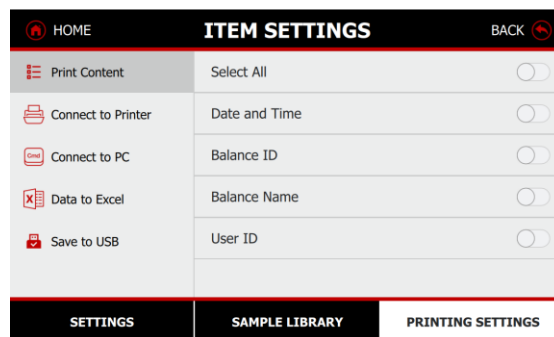 HOME
ITEM SETTINGS
BACK
Print Content
Connect to Printer
Cmd
Connect to PC
X
Data to Excel
Save to USB
Select All
Date and Time
Balance ID
Balance Name
User ID
SETTINGS
SAMPLE LIBRARY
PRINTING SETTINGS